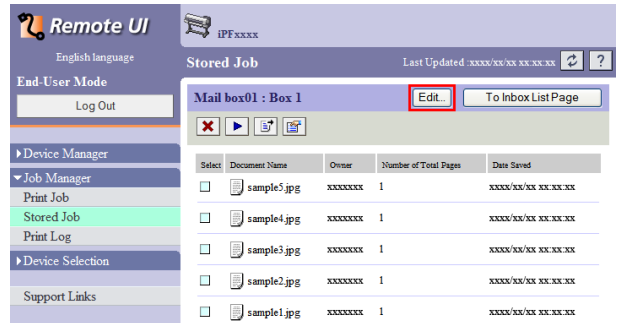 Remote UI
iPFxxxx
English language
Stored Job
Last Updated :xxxx/xx/xx xx:xx:xx
?
End-User Mode
Log Out
Mail box01 : Box 1
Edit...
To Inbox List Page
Device Manager
Job Manager
Print Job
Stored Job
Print Log
Device Selection
Support Links
Select Document Name Owner Number of Total Pages Date Saved
sample5.jpg xxxxxxx 1 xxxx/xx/xx xx:xx:xx
sample4.jpg xxxxxxx 1 xxxx/xx/xx xx:xx:xx
sample3.jpg xxxxxxx 1 xxxx/xx/xx xx:xx:xx
sample2.jpg xxxxxxx 1 xxxx/xx/xx xx:xx:xx
sample1.jpg xxxxxxx 1 xxxx/xx/xx xx:xx:xx